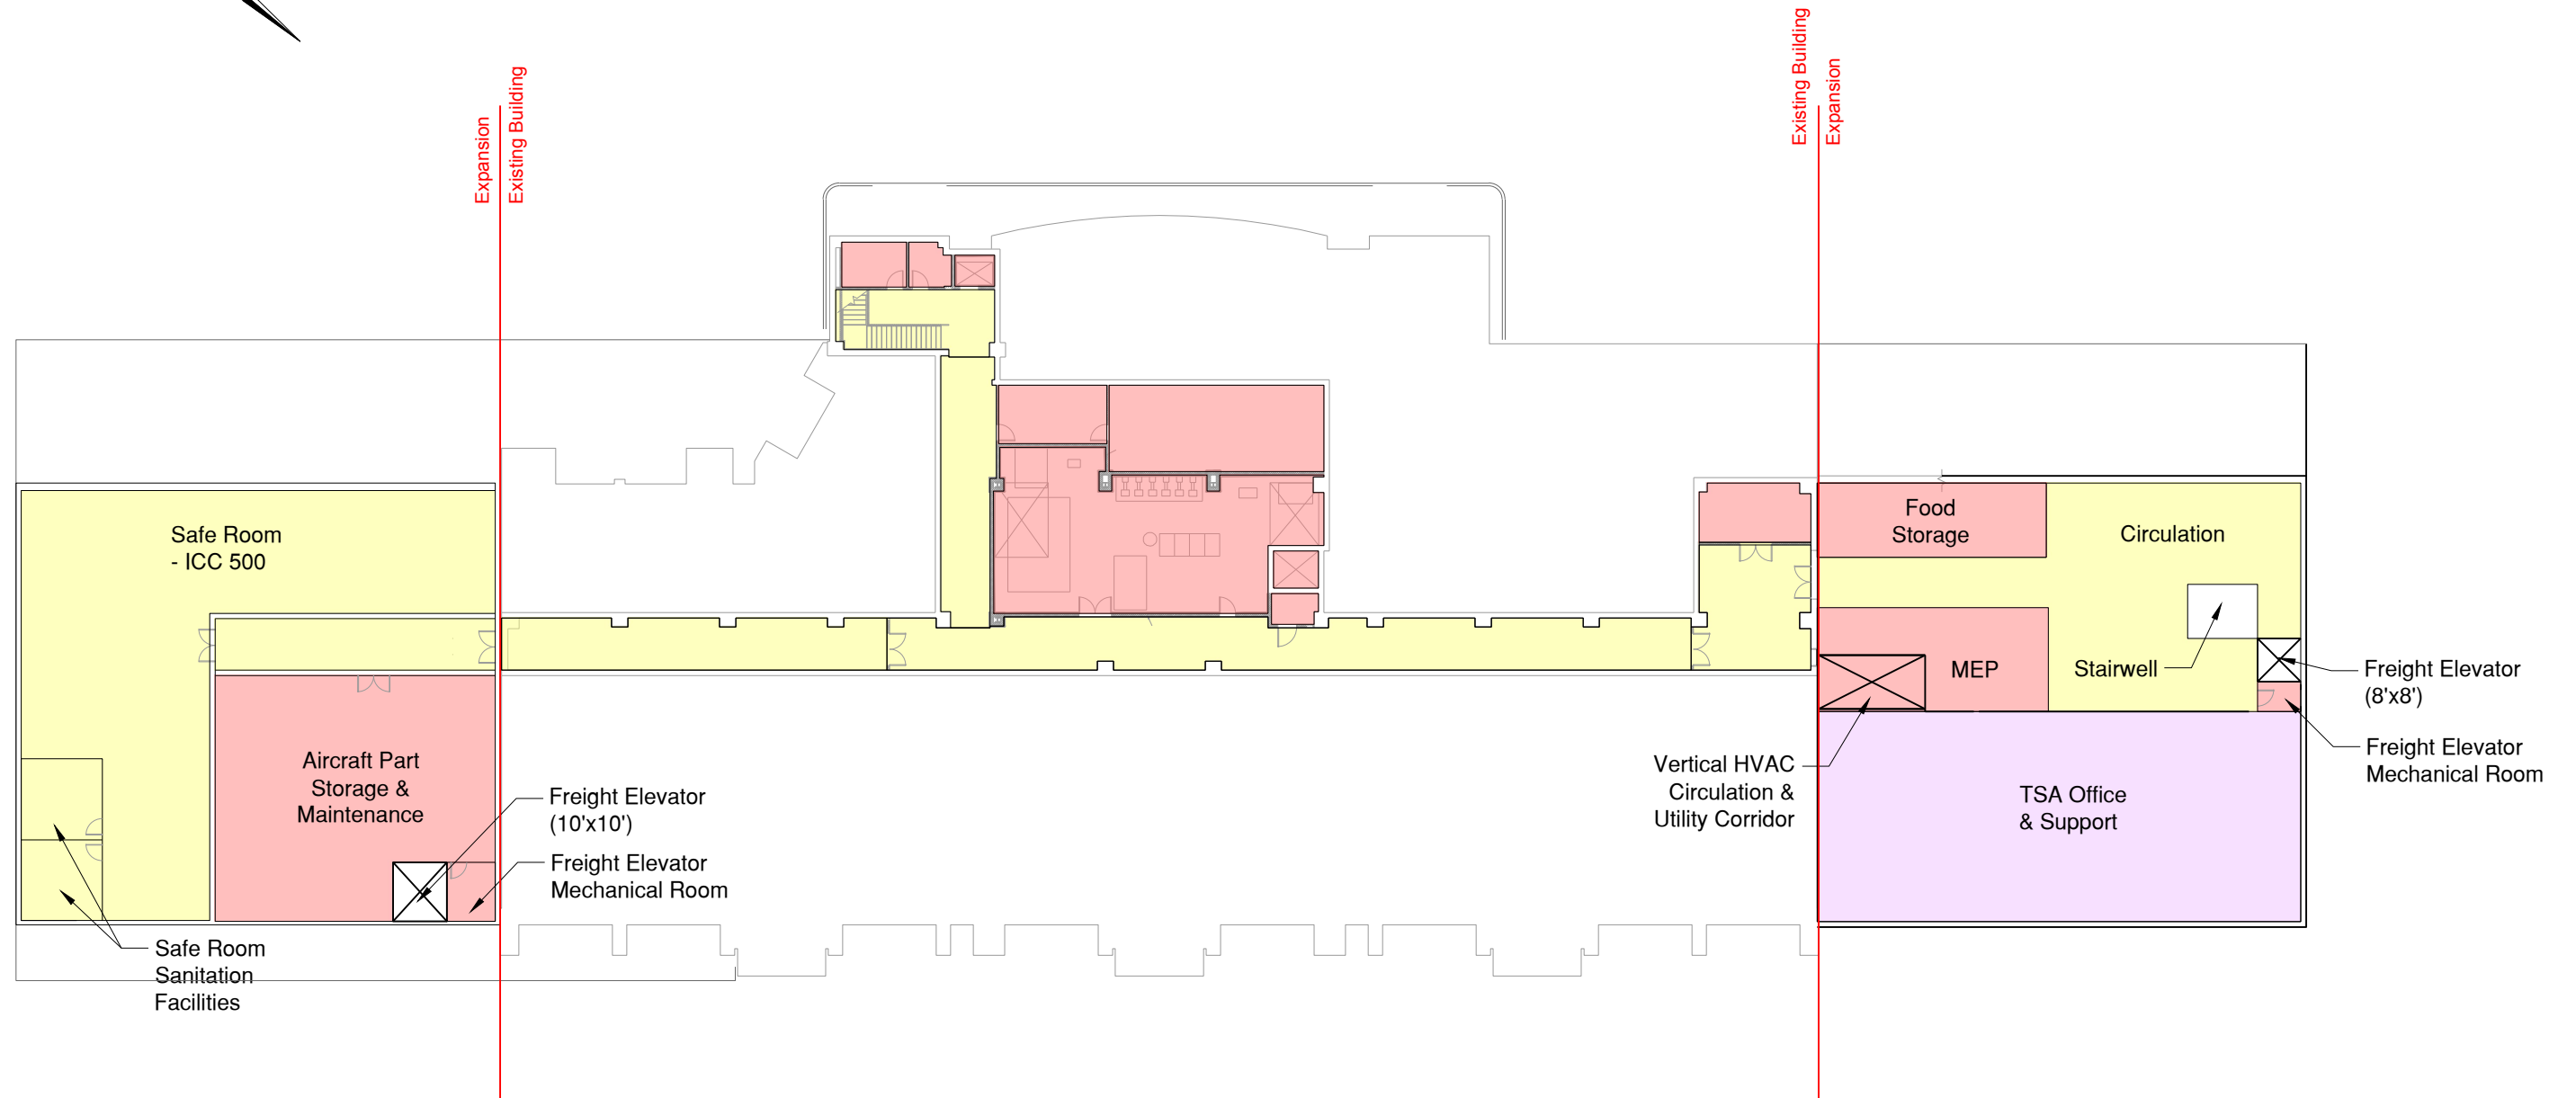 Expansion
Existing Building
Existing Building
Expansion
Safe Room
- ICC 500
Aircraft Part
Storage &
Maintenance
Freight Elevator
(10'x10')
Freight Elevator
Mechanical Room
Safe Room
Sanitation
Facilities
Food
Storage
Circulation
MEP
Stairwell
Freight Elevator
(8'x8')
Freight Elevator
Mechanical Room
Vertical HVAC
Circulation &
Utility Corridor
TSA Office
& Support